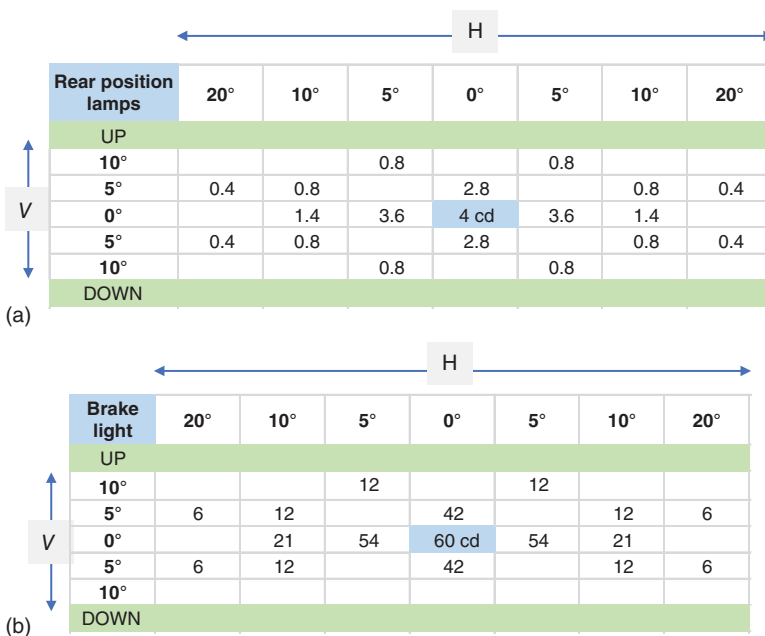 H
Rear position lamps 20° 10° 5° 0° 5° 10° 20°
UP
10° 0.8 0.8
5° 0.4 0.8 2.8 0.8 0.4
V 0° 1.4 3.6 4 cd 3.6 1.4
5° 0.4 0.8 2.8 0.8 0.4
10° 0.8 0.8
DOWN
(a)
H
Brake light 20° 10° 5° 0° 5° 10° 20°
UP
10° 12 12
5° 6 12 42 12 6
V 0° 21 54 60 cd 54 21
5° 6 12 42 12 6
10°
DOWN
(b)